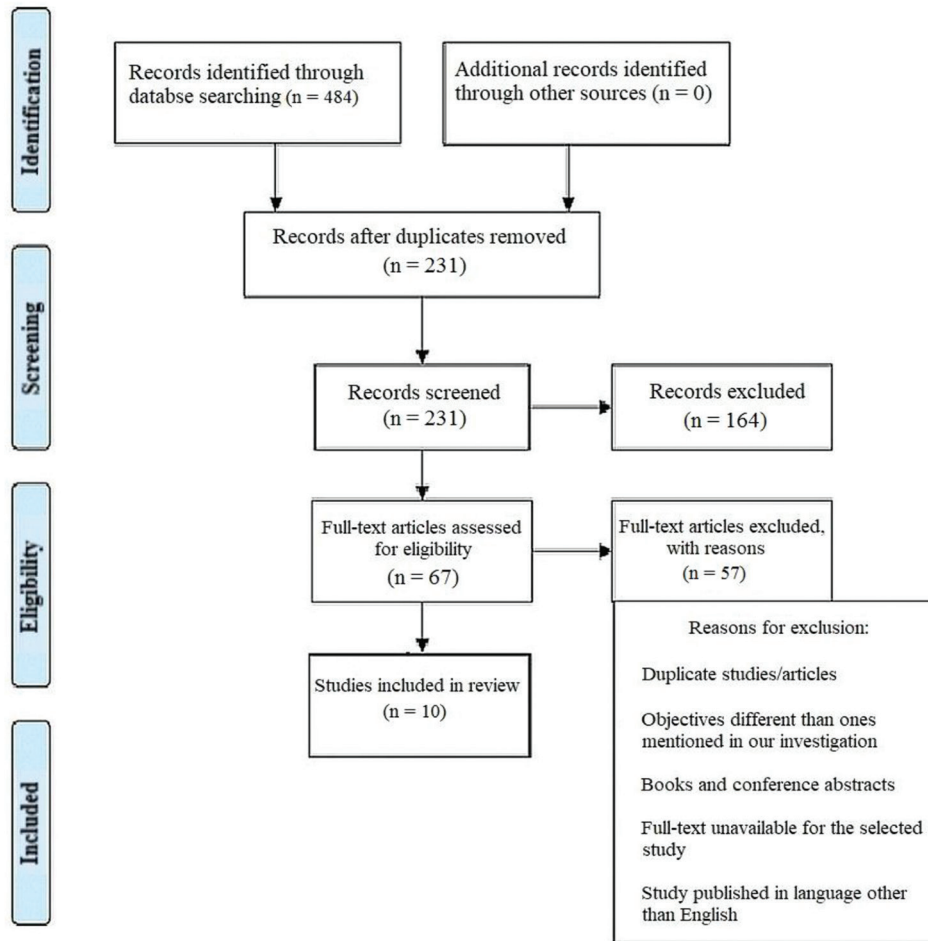 Identification
Records identified through
databse searching (n = 484)
Additional records identified
through other sources (n = 0)
Records after duplicates removed
(n = 231)
Screening
Records screened
(n = 231)
Records excluded
(n = 164)
Eligibility
Full-text articles assessed
for eligibility
(n = 67)
Full-text articles excluded,
with reasons
(n = 57)
Reasons for exclusion:
Duplicate studies/articles
Objectives different than ones
mentioned in our investigation
Books and conference abstracts
Full-text unavailable for the selected
study
Study published in language other
than English
Included
Studies included in review
(n = 10)